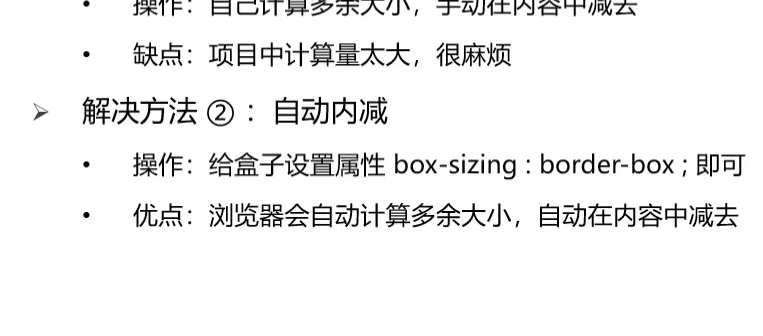 • 操作：自己计算多余大小，手动在内容中减去
• 缺点：项目中计算量太大，很麻烦
➢ 解决方法 ② ：自动内减
• 操作：给盒子设置属性 box-sizing : border-box ; 即可
• 优点：浏览器会自动计算多余大小，自动在内容中减去